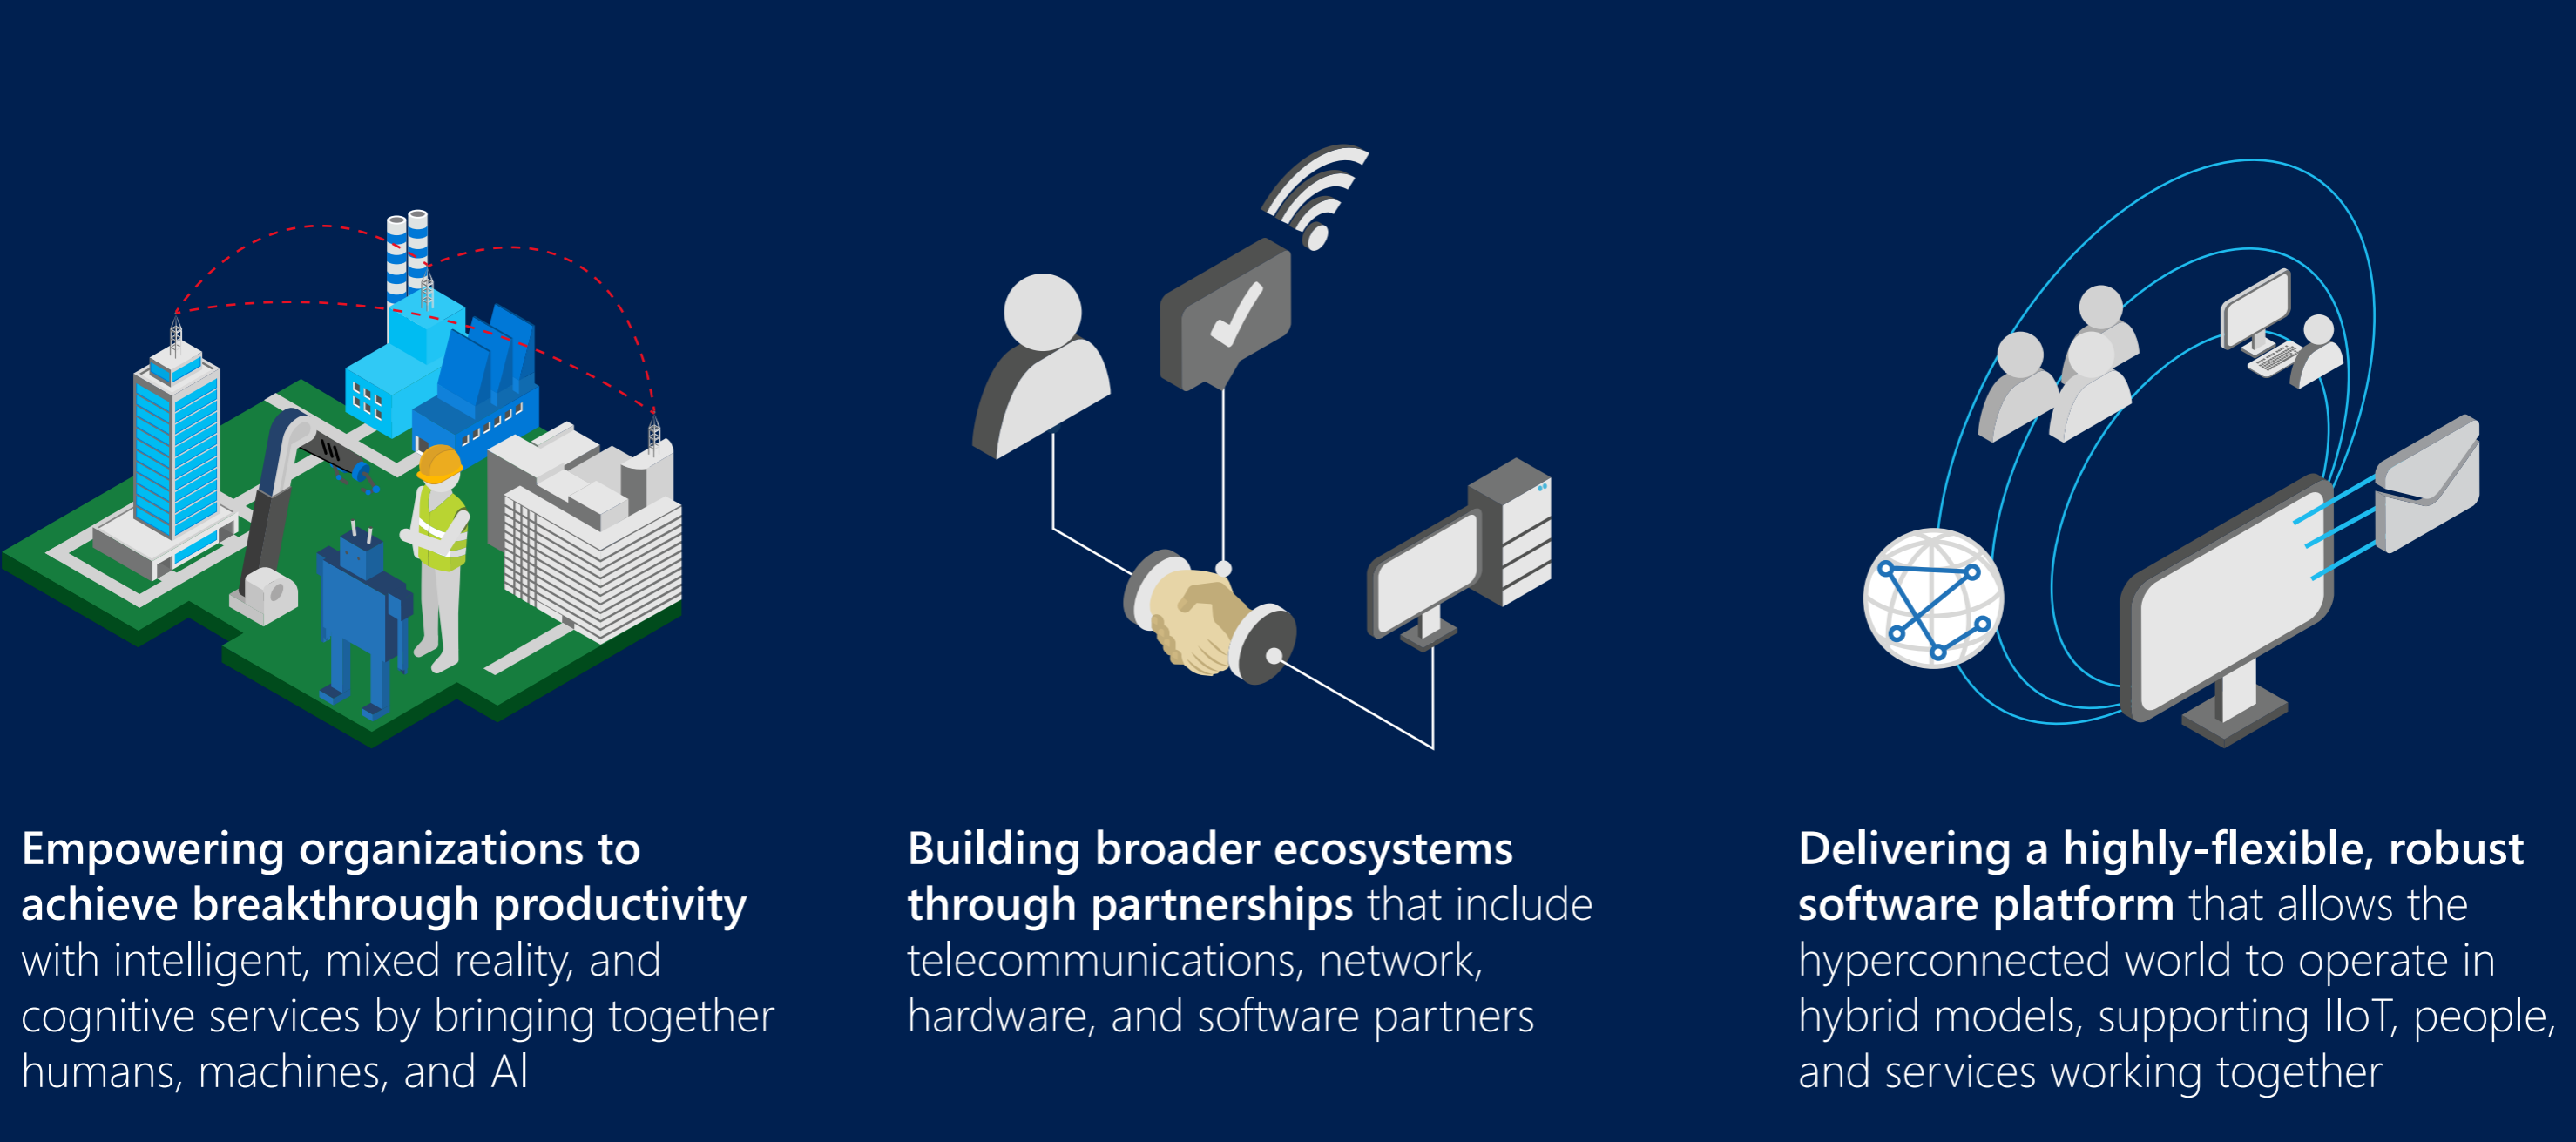 Empowering organizations to
achieve breakthrough productivity
with intelligent, mixed reality, and
cognitive services by bringing together
humans, machines, and AI
Building broader ecosystems
through partnerships that include
telecommunications, network,
hardware, and software partners
Delivering a highly-flexible, robust
software platform that allows the
hyperconnected world to operate in
hybrid models, supporting IIoT, people,
and services working together